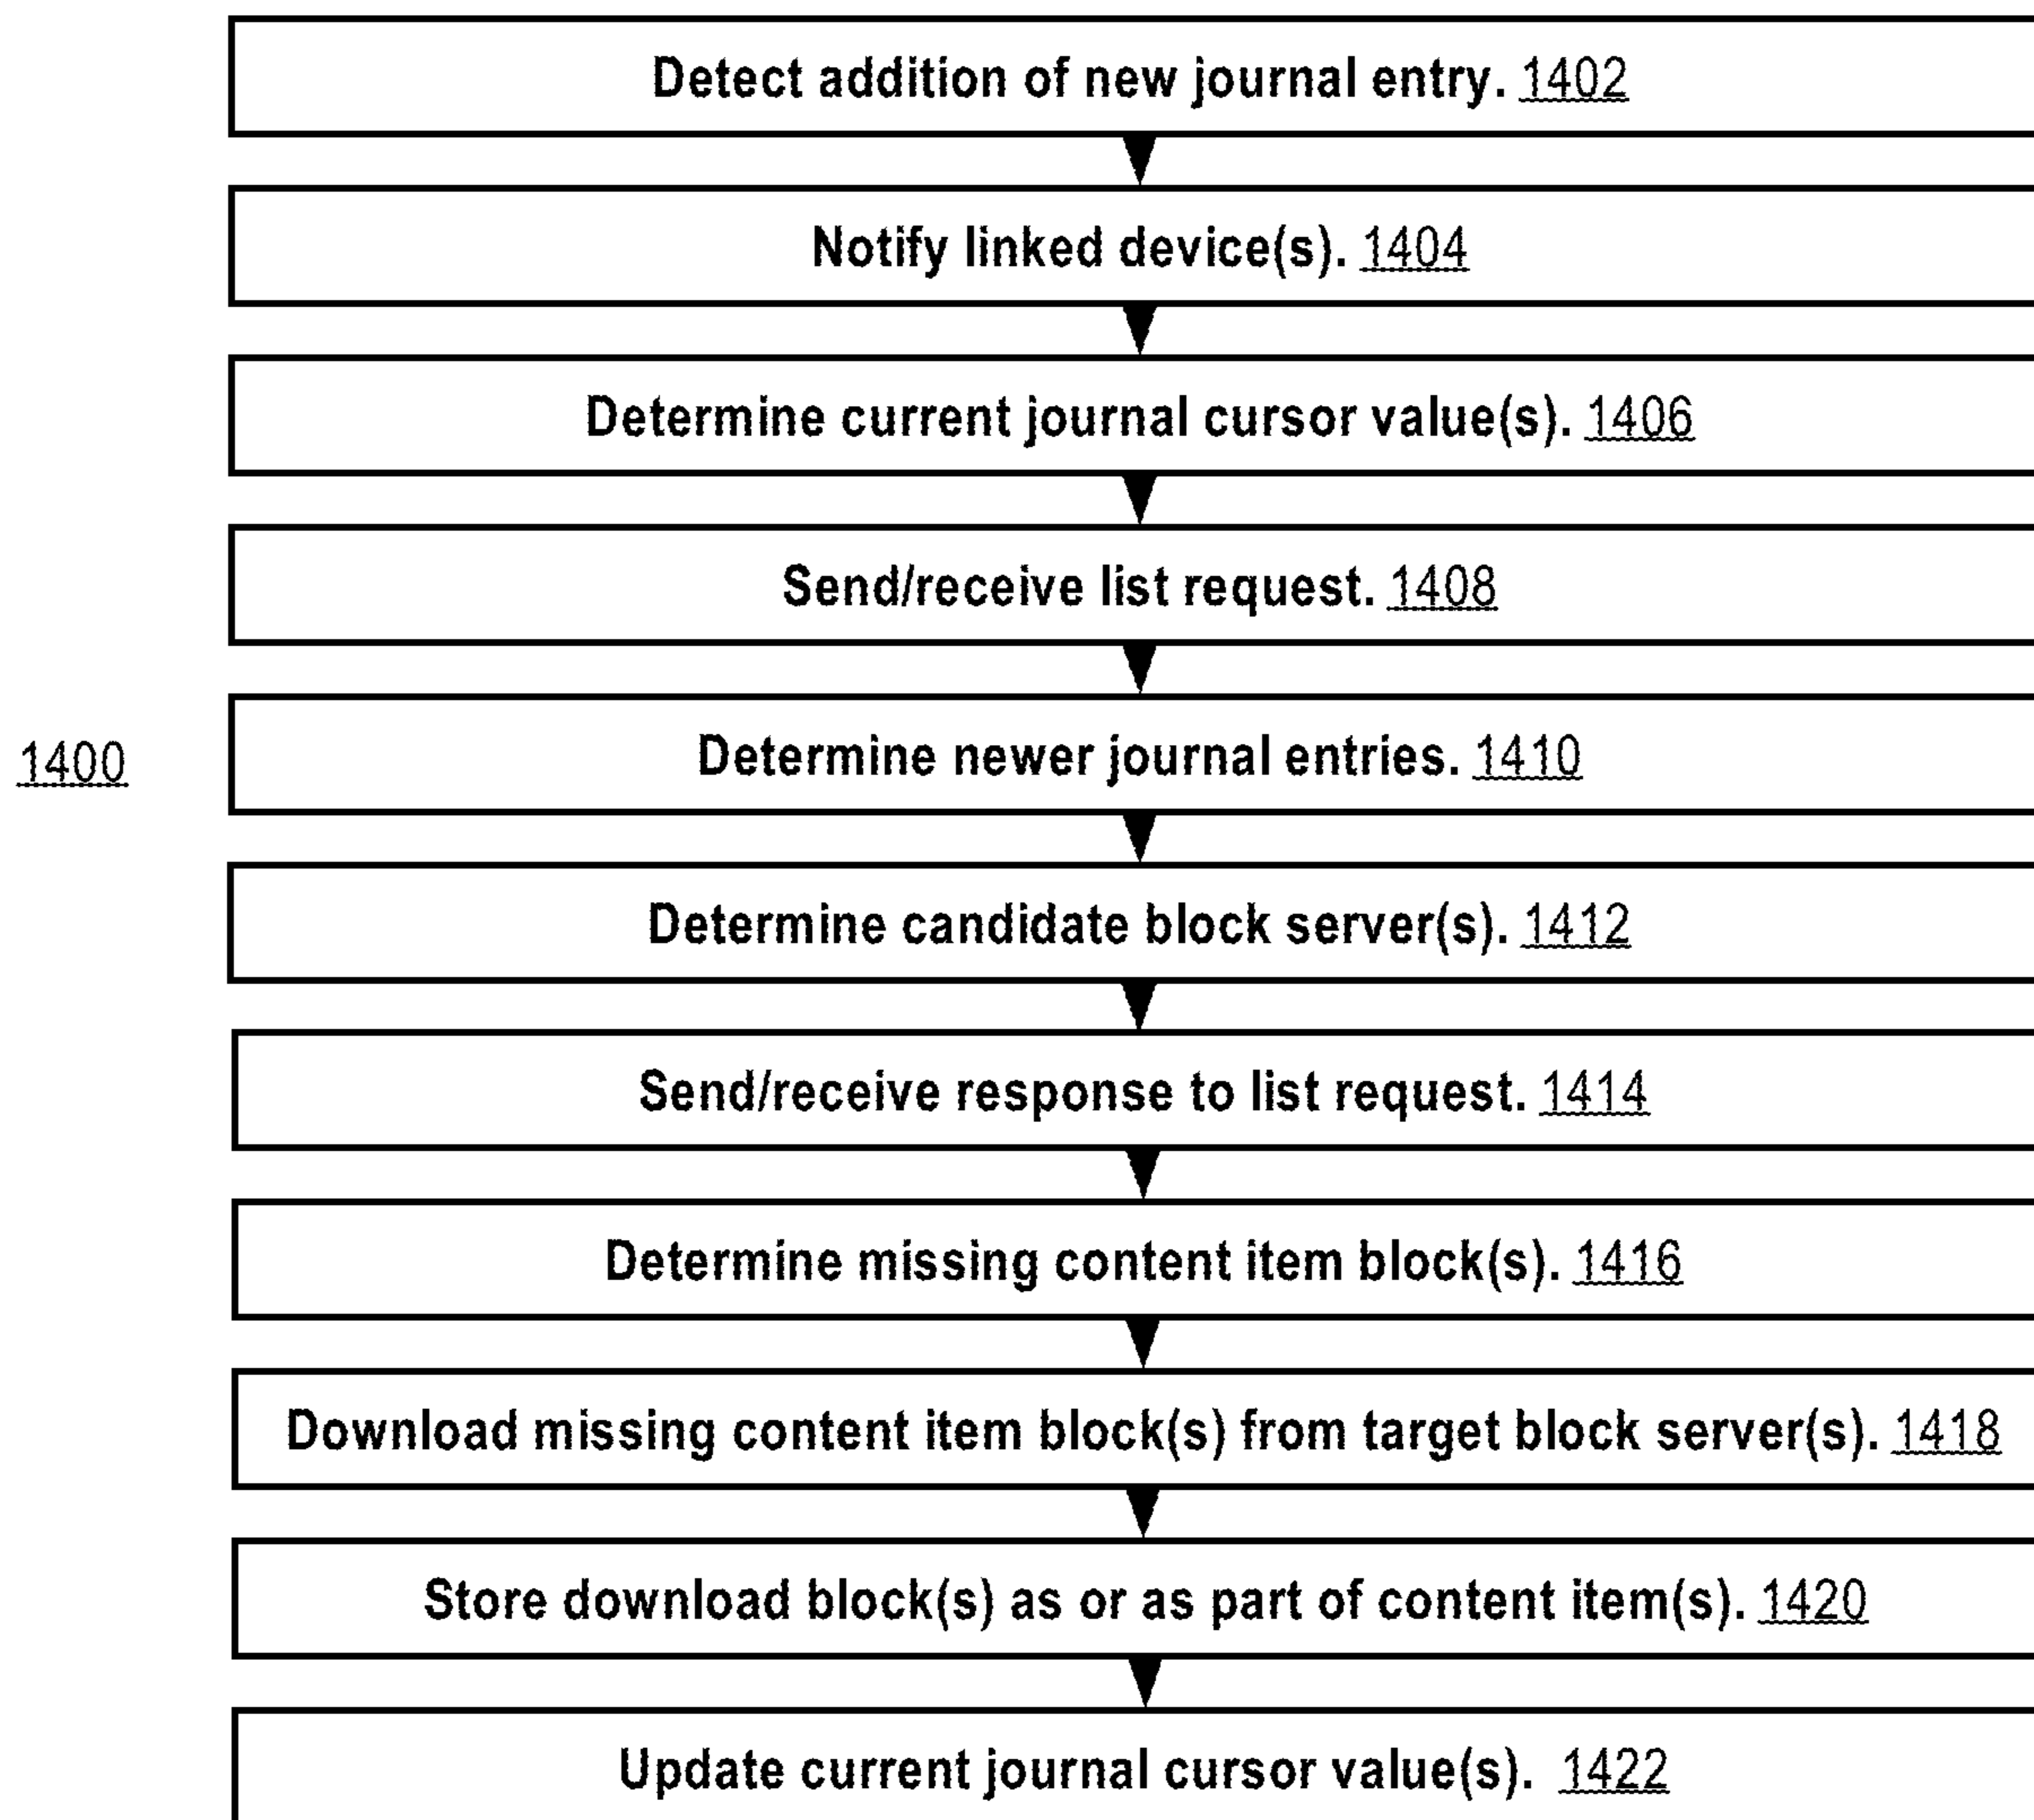 Detect addition of new journal entry. 1402
Notify linked device(s). 1404
Determine current journal cursor value(s). 1406
Send/receive list request. 1408
1400
Determine newer journal entries. 1410
Determine candidate block server(s). 1412
Send/receive response to list request. 1414
Determine missing content item block(s). 1416
Download missing content item block(s) from target block server(s). 1418
Store download block(s) as or as part of content item(s). 1420
Update current journal cursor value(s). 1422